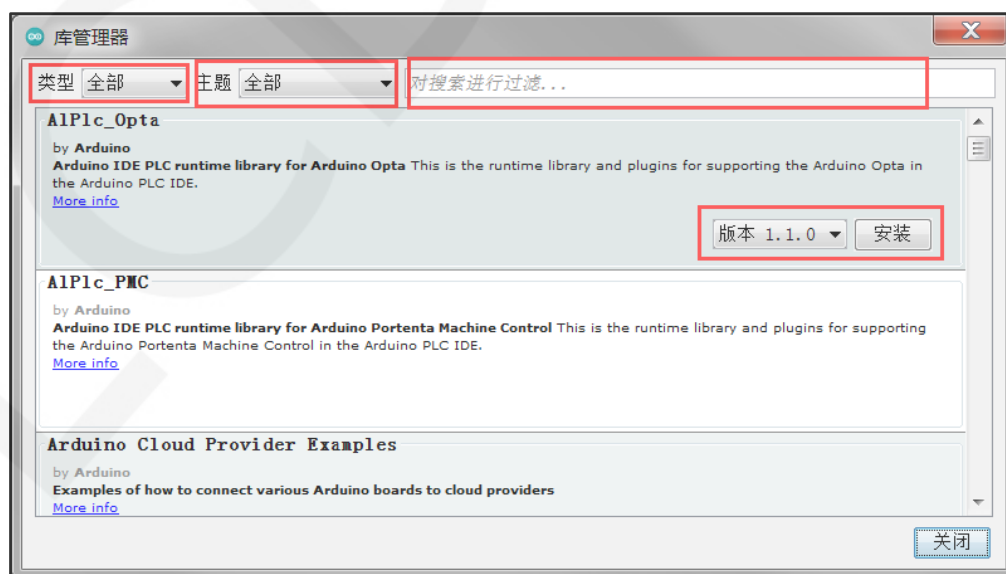 库管理器
类型 全部 主题 全部 对搜索进行过滤...
AlPlc_Opta
by Arduino
Arduino IDE PLC runtime library for Arduino Opta This is the runtime library and plugins for supporting the Arduino Opta in
the Arduino PLC IDE.
More info
版本 1.1.0 安装
AlPlc_PMC
by Arduino
Arduino IDE PLC runtime library for Arduino Portenta Machine Control This is the runtime library and plugins for supporting
the Arduino Portenta Machine Control in the Arduino PLC IDE.
More info
Arduino Cloud Provider Examples
by Arduino
Examples of how to connect various Arduino boards to cloud providers
More info
关闭